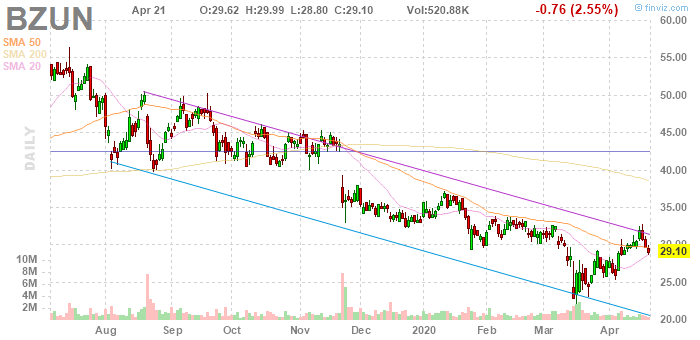 BZUN Apr 21 O:29.62 H:29.99 L:28.80 C:29.10 Vol:520.88K -0.76 (2.55%) © finviz.com
SMA 50
SMA 200
SMA 20
DAILY
60.00
55.00
50.00
45.00
40.00
35.00
30.00
29.10
25.00
20.00
10M
8M
6M
4M
2M
Aug Sep Oct Nov Dec 2020 Feb Mar Apr